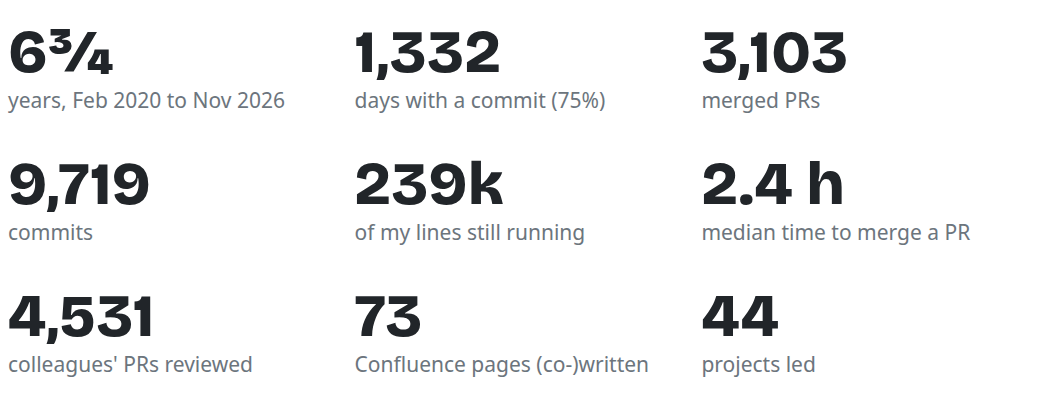 6¾ 1,332 3,103
years, Feb 2020 to Nov 2026 days with a commit (75%) merged PRs
9,719 239k 2.4 h
commits of my lines still running median time to merge a PR
4,531 73 44
colleagues' PRs reviewed Confluence pages (co-)written projects led